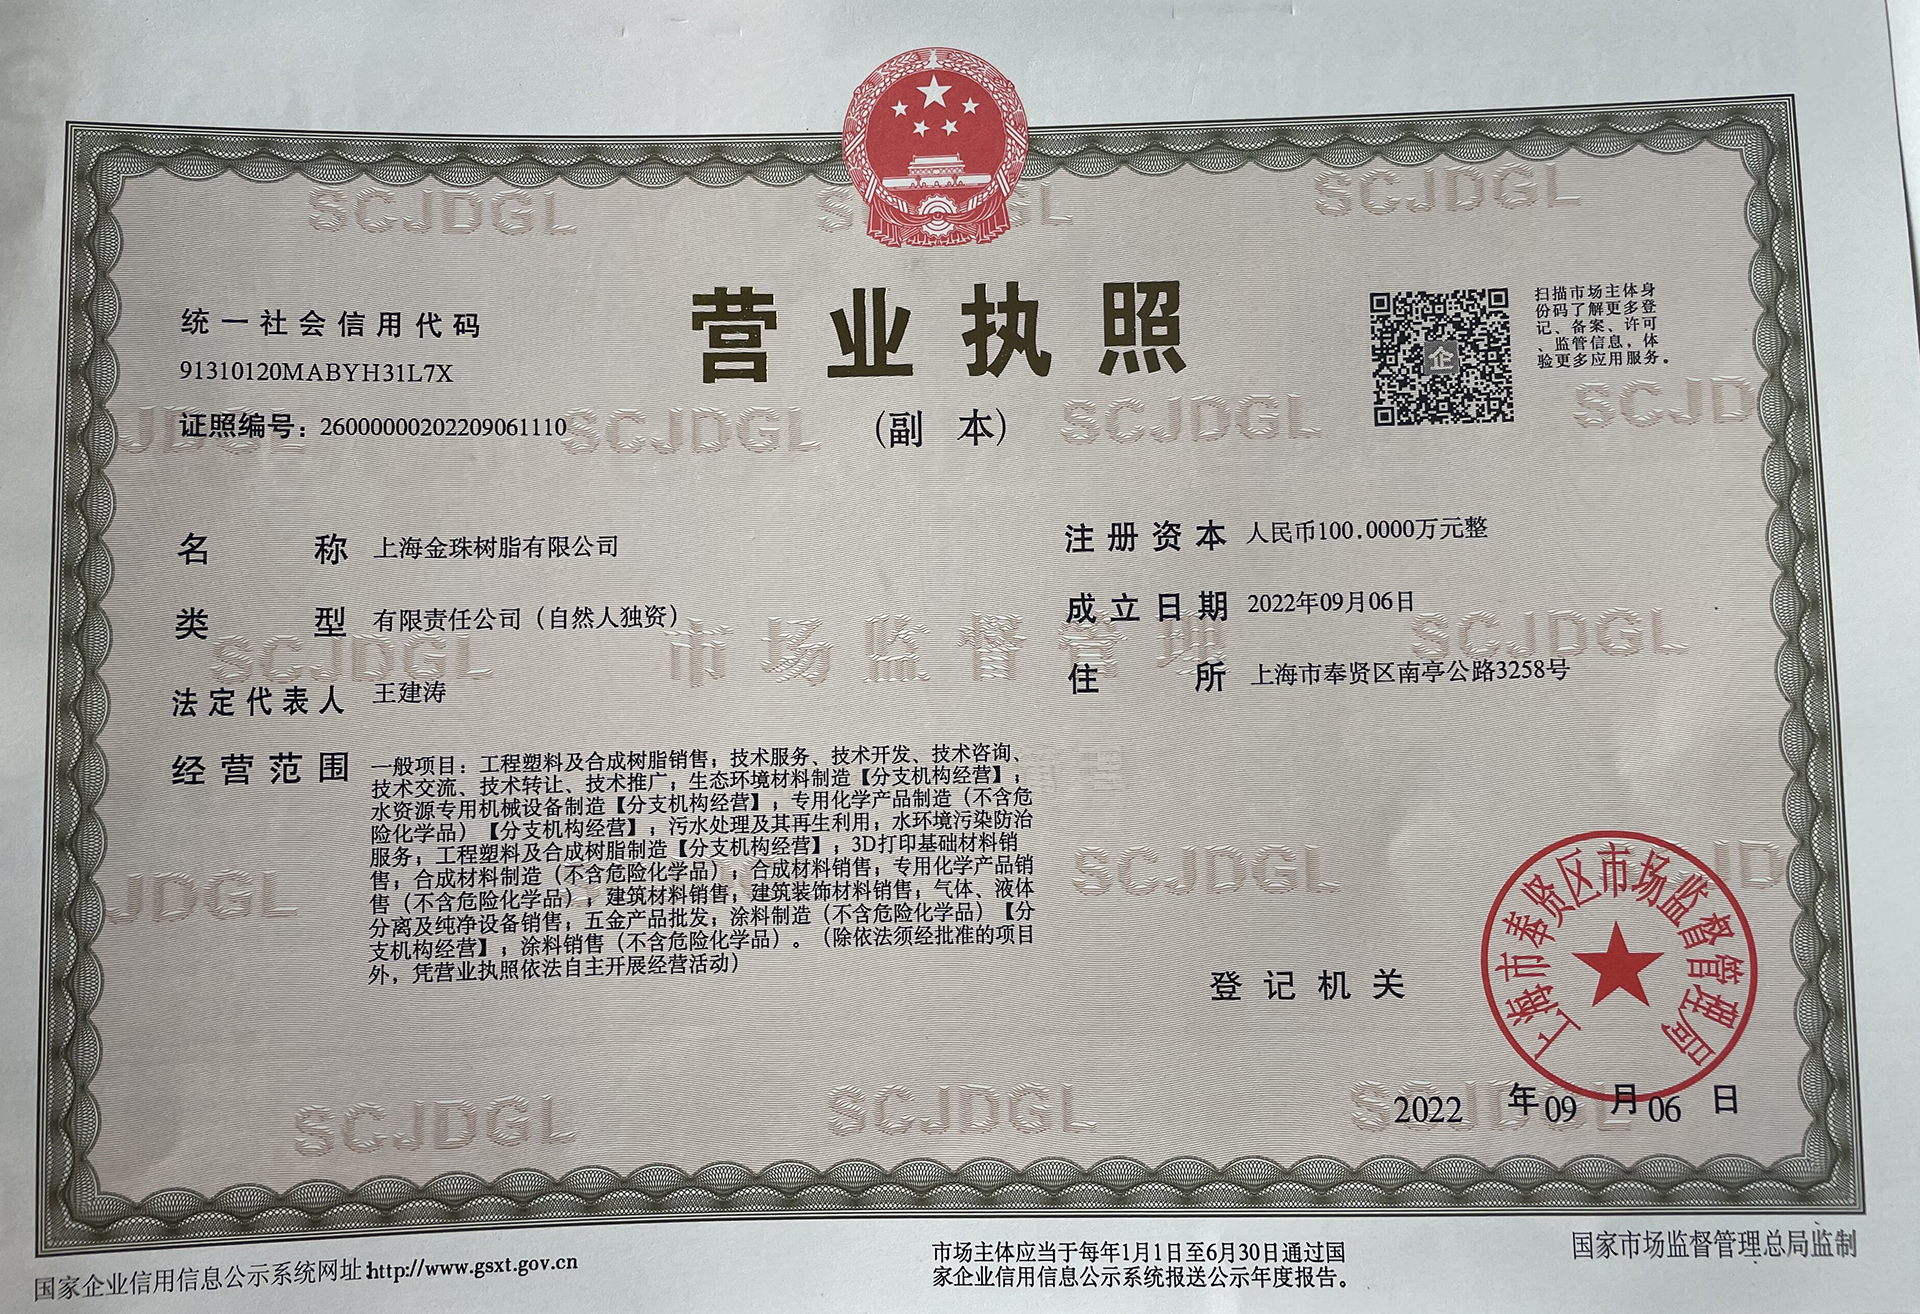 营业执照
（副 本）
统一社会信用代码
91310120MABYH31L7X
证照编号：26000000202209061110
扫描市场主体身
份码了解更多登
记、备案、许可
、监管信息，体
验更多应用服务。
名 称 上海金珠树脂有限公司
类 型 有限责任公司（自然人独资）
法定代表人 王建涛
经营范围 一般项目：工程塑料及合成树脂销售；技术服务、技术开发、技术咨询、
技术交流、技术转让、技术推广；生态环境材料制造【分支机构经营】；
水资源专用机械设备制造【分支机构经营】；专用化学产品制造（不含危
险化学品）【分支机构经营】；污水处理及其再生利用；水环境污染防治
服务；工程塑料及合成树脂制造【分支机构经营】；3D打印基础材料销
售；合成材料制造（不含危险化学品）；合成材料销售；专用化学产品销
售（不含危险化学品）；建筑材料销售；建筑装饰材料销售；气体、液体
分离及纯净设备销售；五金产品批发；涂料制造（不含危险化学品）【分
支机构经营】；涂料销售（不含危险化学品）。（除依法须经批准的项目
外，凭营业执照依法自主开展经营活动）
注册资本 人民币100.0000万元整
成立日期 2022年09月06日
住 所 上海市奉贤区南亭公路3258号
登记机关
上海市奉贤区市场监督管理局
2022 年 09 月 06 日
国家企业信用信息公示系统网址:http://www.gsxt.gov.cn
市场主体应当于每年1月1日至6月30日通过国
家企业信用信息公示系统报送公示年度报告。
国家市场监督管理总局监制
SCJDGL
市场监督管理
企